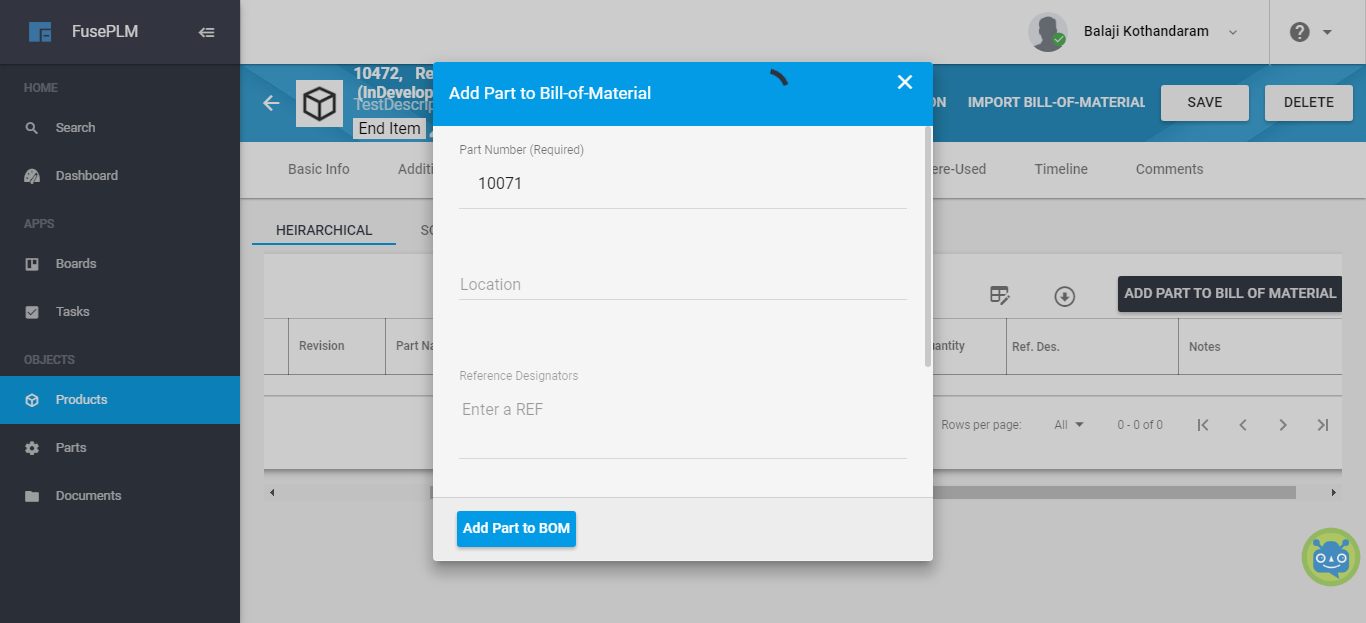 FusePLM
HOME
Search
Dashboard
APPS
Boards
Tasks
OBJECTS
Products
Parts
Documents
Balaji Kothandaram
10472, Re
(InDevelop
TestDescrip
End Item
ON
IMPORT BILL-OF-MATERIAL
SAVE
DELETE
Basic Info
Additi
ere-Used
Timeline
Comments
HEIRARCHICAL
SC
ADD PART TO BILL OF MATERIAL
Revision
Part Na
uantity
Ref. Des.
Notes
Rows per page:
All
0 - 0 of 0
Add Part to Bill-of-Material
Part Number (Required)
10071
Location
Reference Designators
Enter a REF
Add Part to BOM